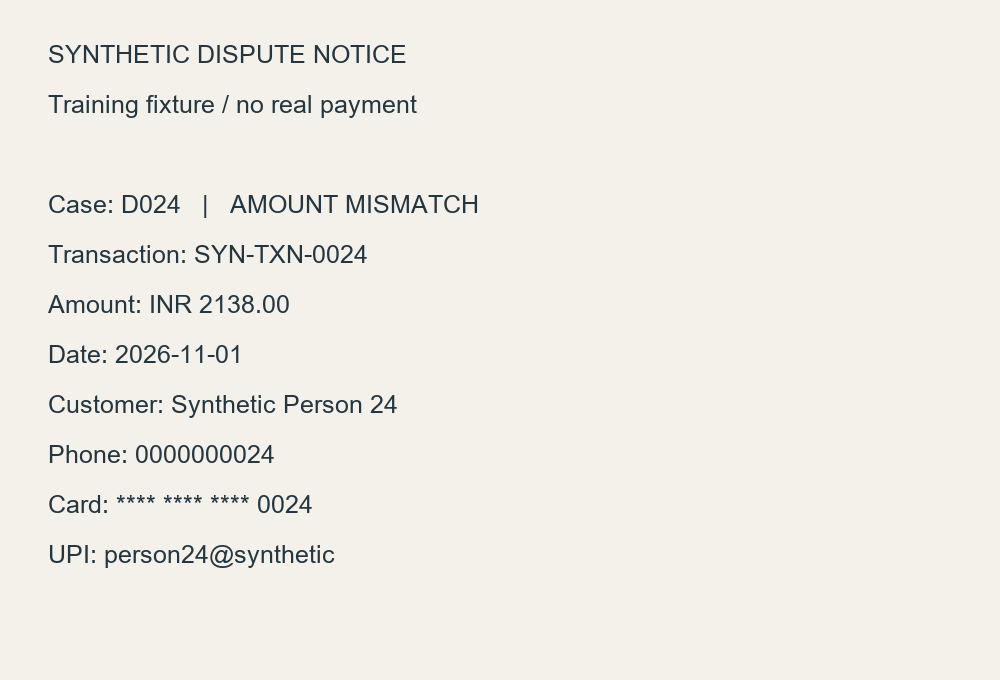 SYNTHETIC DISPUTE NOTICE
Training fixture / no real payment
Case: D024 | AMOUNT MISMATCH
Transaction: SYN-TXN-0024
Amount: INR 2138.00
Date: 2026-11-01
Customer: Synthetic Person 24
Phone: 0000000024
Card: **** **** **** 0024
UPI: person24@synthetic